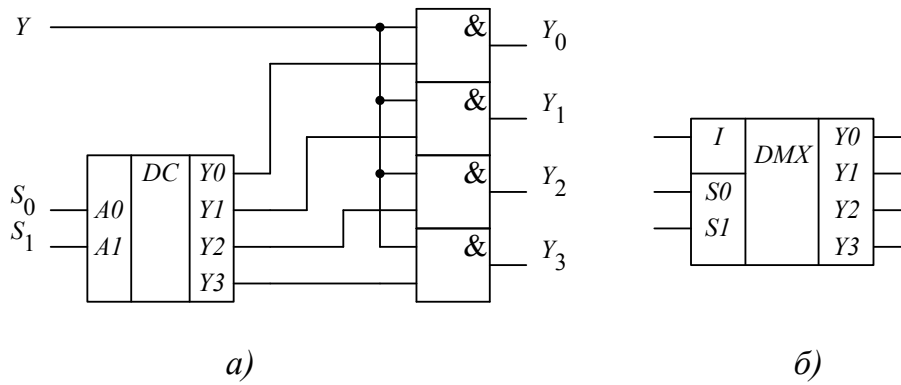 Y & Y0
& Y1
I DMX Y0
DC Y0 S0 Y1
S0 A0 Y1 & Y2 S1 Y2
S1 A1 Y2 Y3
Y3 & Y3
а) б)